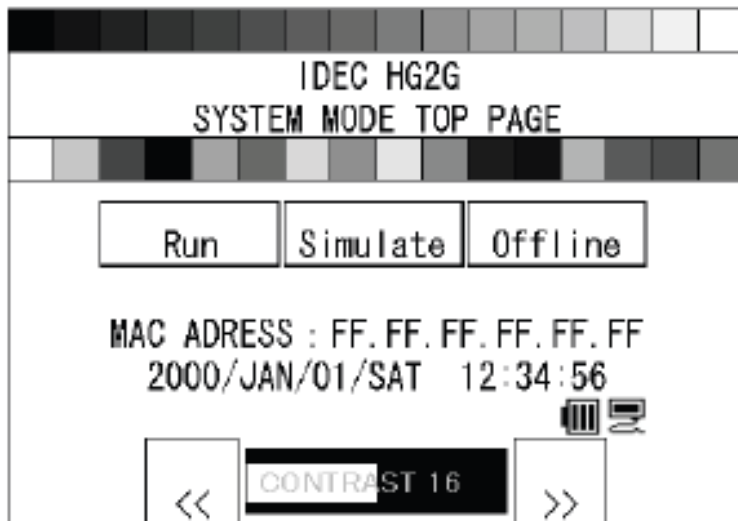 IDEC HG2G
SYSTEM MODE TOP PAGE
Run Simulate Offline
MAC ADRESS : FF.FF.FF.FF.FF.FF
2000/JAN/01/SAT 12:34:56
<< CONTRAST 16 >>